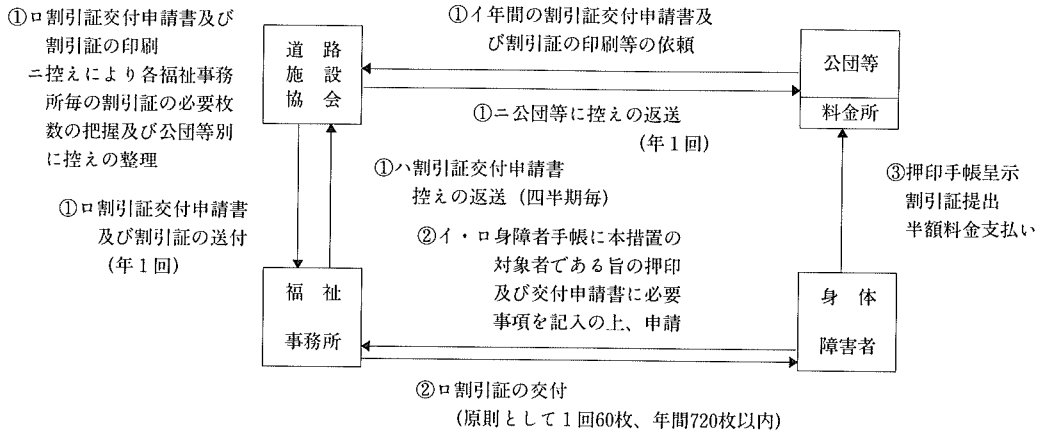 ①ロ割引証交付申請書及び
割引証の印刷
ニ控えにより各福祉事務
所毎の割引証の必要枚
数の把握及び公団等別
に控えの整理
道路
施設
協会
①イ年間の割引証交付申請書及
び割引証の印刷等の依頼
公団等
料金所
①ニ公団等に控えの返送
(年1回)
①ハ割引証交付申請書
控えの返送(四半期毎)
③押印手帳呈示
割引証提出
半額料金支払い
①ロ割引証交付申請書
及び割引証の送付
(年1回)
②イ・ロ身障者手帳に本措置の
対象者である旨の押印
及び交付申請書に必要
事項を記入の上、申請
福祉
事務所
身体
障害者
②ロ割引証の交付
(原則として1回60枚、年間720枚以内)